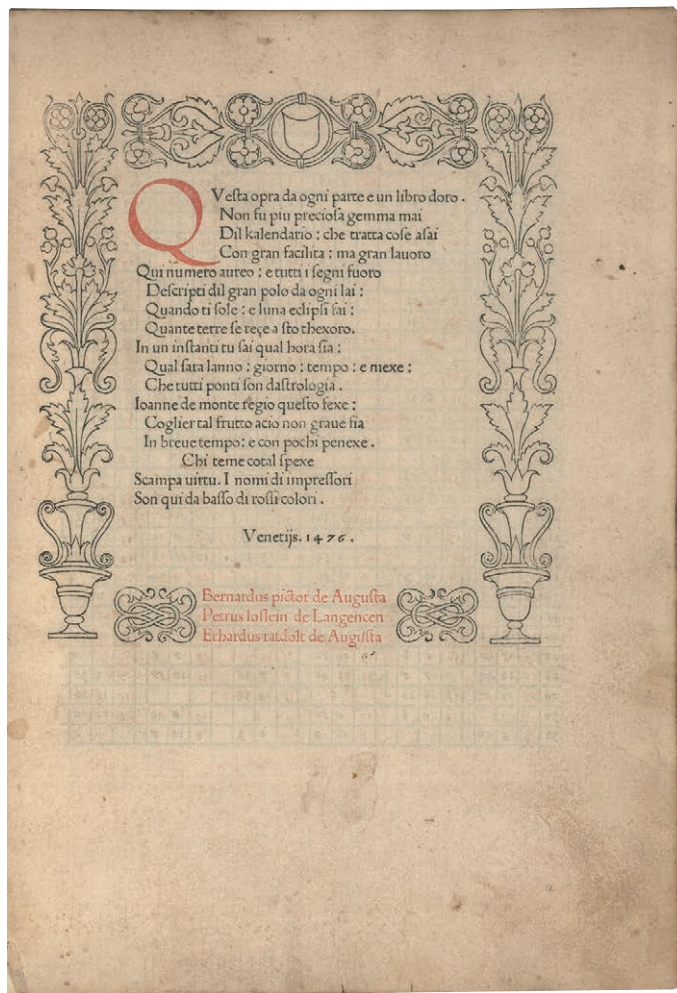 QVeſta opra da ogni parte e un libro doro.
Non fu piu precioſa gemma mai
Dil kalendario: che tratta coſe aſai
Con gran facilita: ma gran lauoro
Qui numero aureo: e tutti i ſegni fuoro
Deſcripti dil gran polo da ogni lai:
Quando ti ſole: e luna eclipſi fai:
Quante terre ſe reçe a ſto thexoro.
In un inſtanti tu ſai qual hora ſia:
Qual ſara lanno: giorno: tempo: e mexe:
Che tutti ponti ſon daſtrologia.
Ioanne de monte regio queſto fexe:
Coglier tal frutto acio non graue ſia
In breue tempo: e con pochi penexe.
Chi teme cotal ſpexe
Scampa uirtu. I nomi di impreſſori
Son qui da baſſo di roſſi colori.
Venetijs. 1476.
Bernardus pictor de Auguſta
Petrus loſlein de Langencen
Erhardus ratdolt de Auguſta